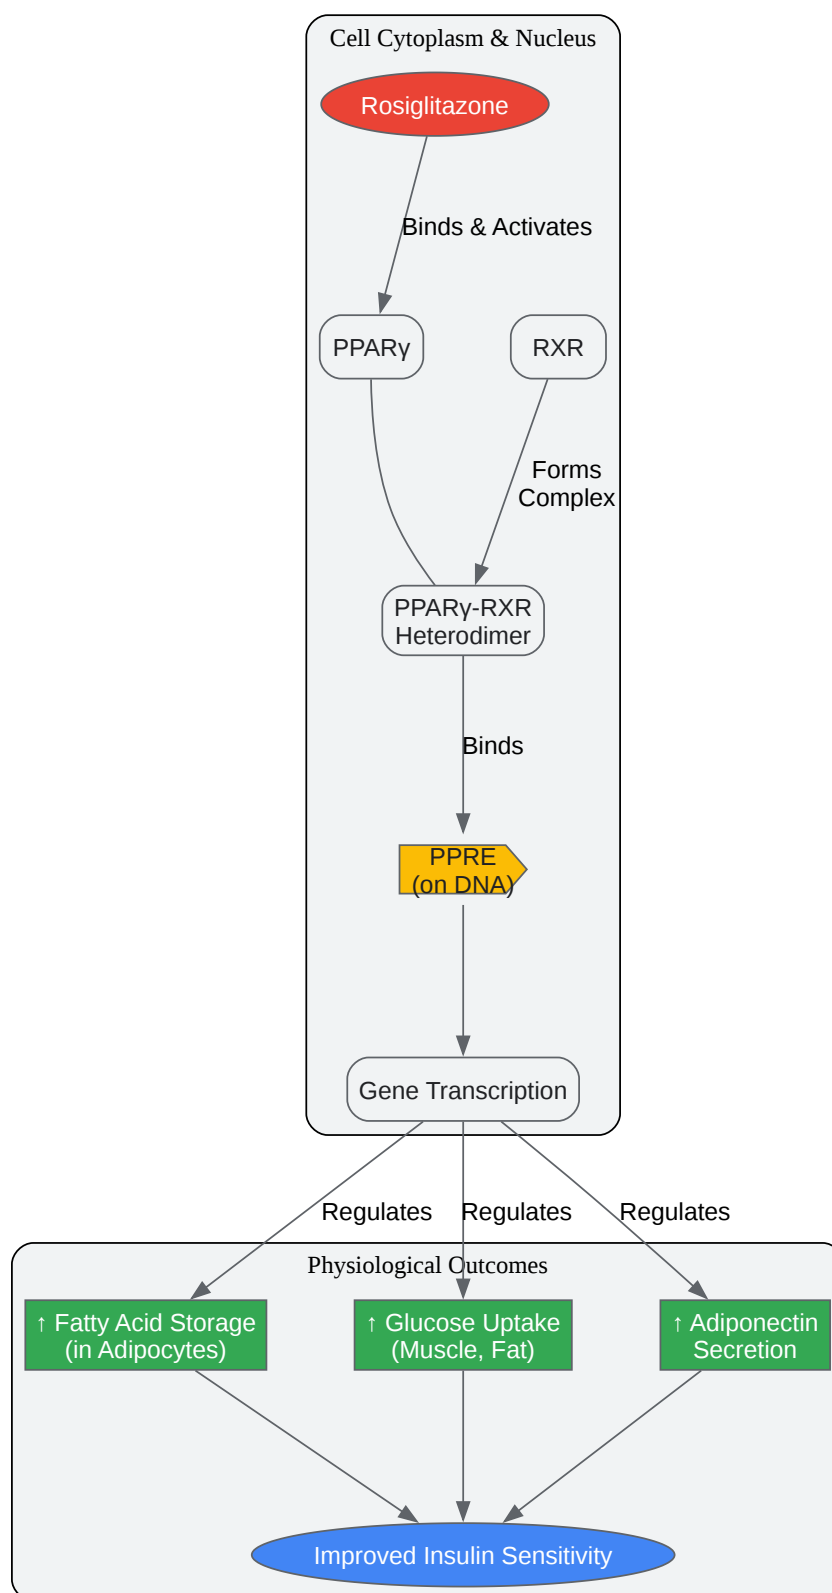 Cell Cytoplasm & Nucleus
Rosiglitazone
Binds & Activates
PPARγ
RXR
Forms
Complex
PPARγ-RXR
Heterodimer
Binds
PPRE
(on DNA)
Gene Transcription
Regulates
Regulates
Regulates
Physiological Outcomes
↑ Fatty Acid Storage
(in Adipocytes)
↑ Glucose Uptake
(Muscle, Fat)
↑ Adiponectin
Secretion
Improved Insulin Sensitivity